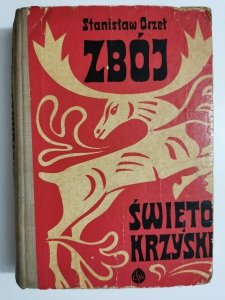 Stanisław Orzeł
ZBÓJ
ŚWIĘTO
KRZYSKI